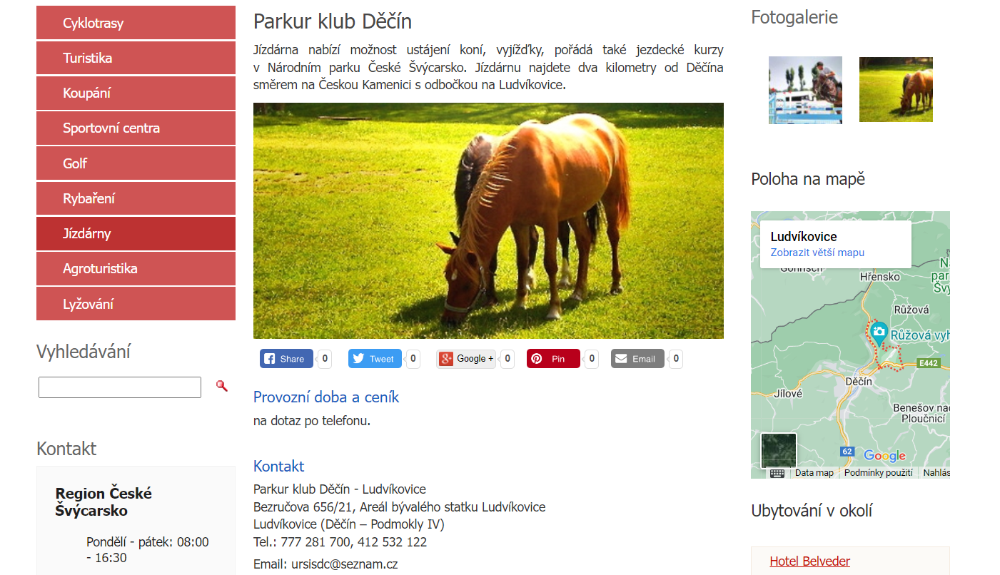 Cyklotrasy
Turistika
Koupání
Sportovní centra
Golf
Rybaření
Jízdárny
Agroturistika
Lyžování
Vyhledávání
Kontakt
Region České
Švýcarsko
Pondělí - pátek: 08:00
- 16:30
Parkur klub Děčín
Jízdárna nabízí možnost ustájení koní, vyjížďky, pořádá také jezdecké kurzy
v Národním parku České Švýcarsko. Jízdárnu najdete dva kilometry od Děčína
směrem na Českou Kamenici s odbočkou na Ludvíkovice.
Share 0 Tweet 0 Google + 0 Pin 0 Email 0
Provozní doba a ceník
na dotaz po telefonu.
Kontakt
Parkur klub Děčín - Ludvíkovice
Bezručova 656/21, Areál bývalého statku Ludvíkovice
Ludvíkovice (Děčín – Podmokly IV)
Tel.: 777 281 700, 412 532 122
Email: ursisdc@seznam.cz
Fotogalerie
Poloha na mapě
Ludvíkovice
Zobrazit větší mapu
Hřensko
par
Švý
Růžová
Růžová vyh
E442
Děčín
Jílové
Benešov nad
Ploučnicí
62
Google
Data map Podmínky použití Nahlás
Ubytování v okolí
Hotel Belveder